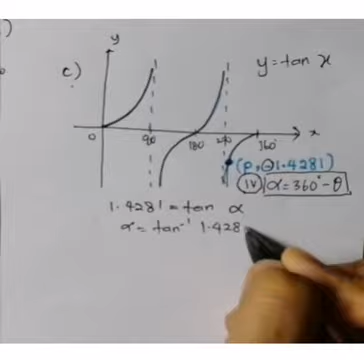 )
c)
y
y = tan x
0
90
180
270
360°
x
(p, -1.4281)
IV α = 360° - θ
1.4281 = tan α
α = tan⁻¹ 1.428